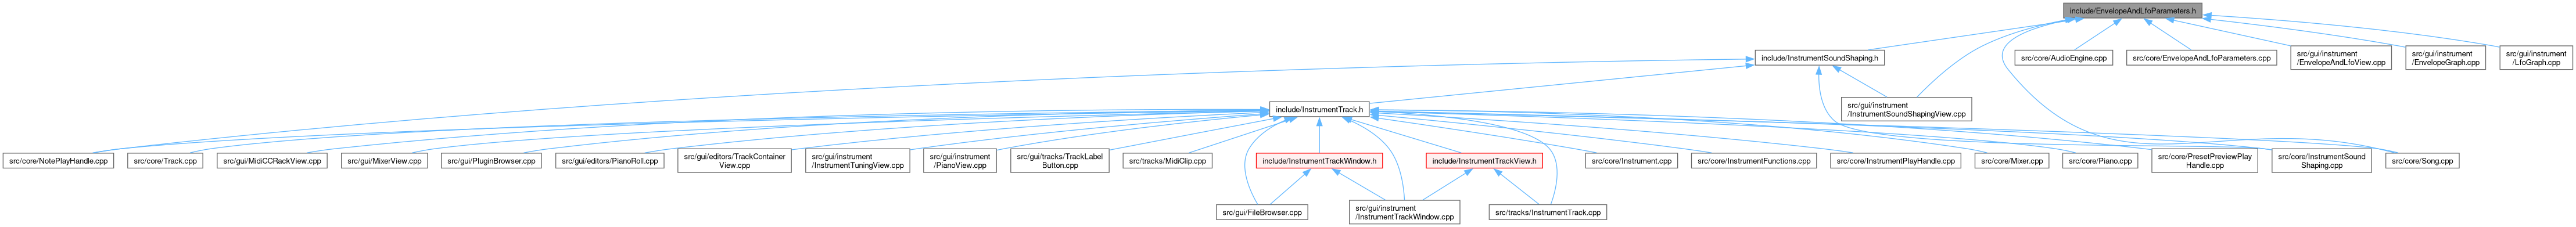 include/EnvelopeAndLfoParameters.h
include/InstrumentSoundShaping.h
src/core/AudioEngine.cpp
src/core/EnvelopeAndLfoParameters.cpp
src/gui/instrument
/EnvelopeAndLfoView.cpp
src/gui/instrument
/EnvelopeGraph.cpp
src/gui/instrument
/LfoGraph.cpp
include/InstrumentTrack.h
src/gui/instrument
/InstrumentSoundShapingView.cpp
src/core/NotePlayHandle.cpp
src/core/Track.cpp
src/gui/MidiCCRackView.cpp
src/gui/MixerView.cpp
src/gui/PluginBrowser.cpp
src/gui/editors/PianoRoll.cpp
src/gui/editors/TrackContainer
View.cpp
src/gui/instrument
/InstrumentTuningView.cpp
src/gui/instrument
/PianoView.cpp
src/gui/tracks/TrackLabel
Button.cpp
src/tracks/MidiClip.cpp
include/InstrumentTrackWindow.h
include/InstrumentTrackView.h
src/core/Instrument.cpp
src/core/InstrumentFunctions.cpp
src/core/InstrumentPlayHandle.cpp
src/core/Mixer.cpp
src/core/Piano.cpp
src/core/PresetPreviewPlay
Handle.cpp
src/core/InstrumentSound
Shaping.cpp
src/core/Song.cpp
src/gui/FileBrowser.cpp
src/gui/instrument
/InstrumentTrackWindow.cpp
src/tracks/InstrumentTrack.cpp